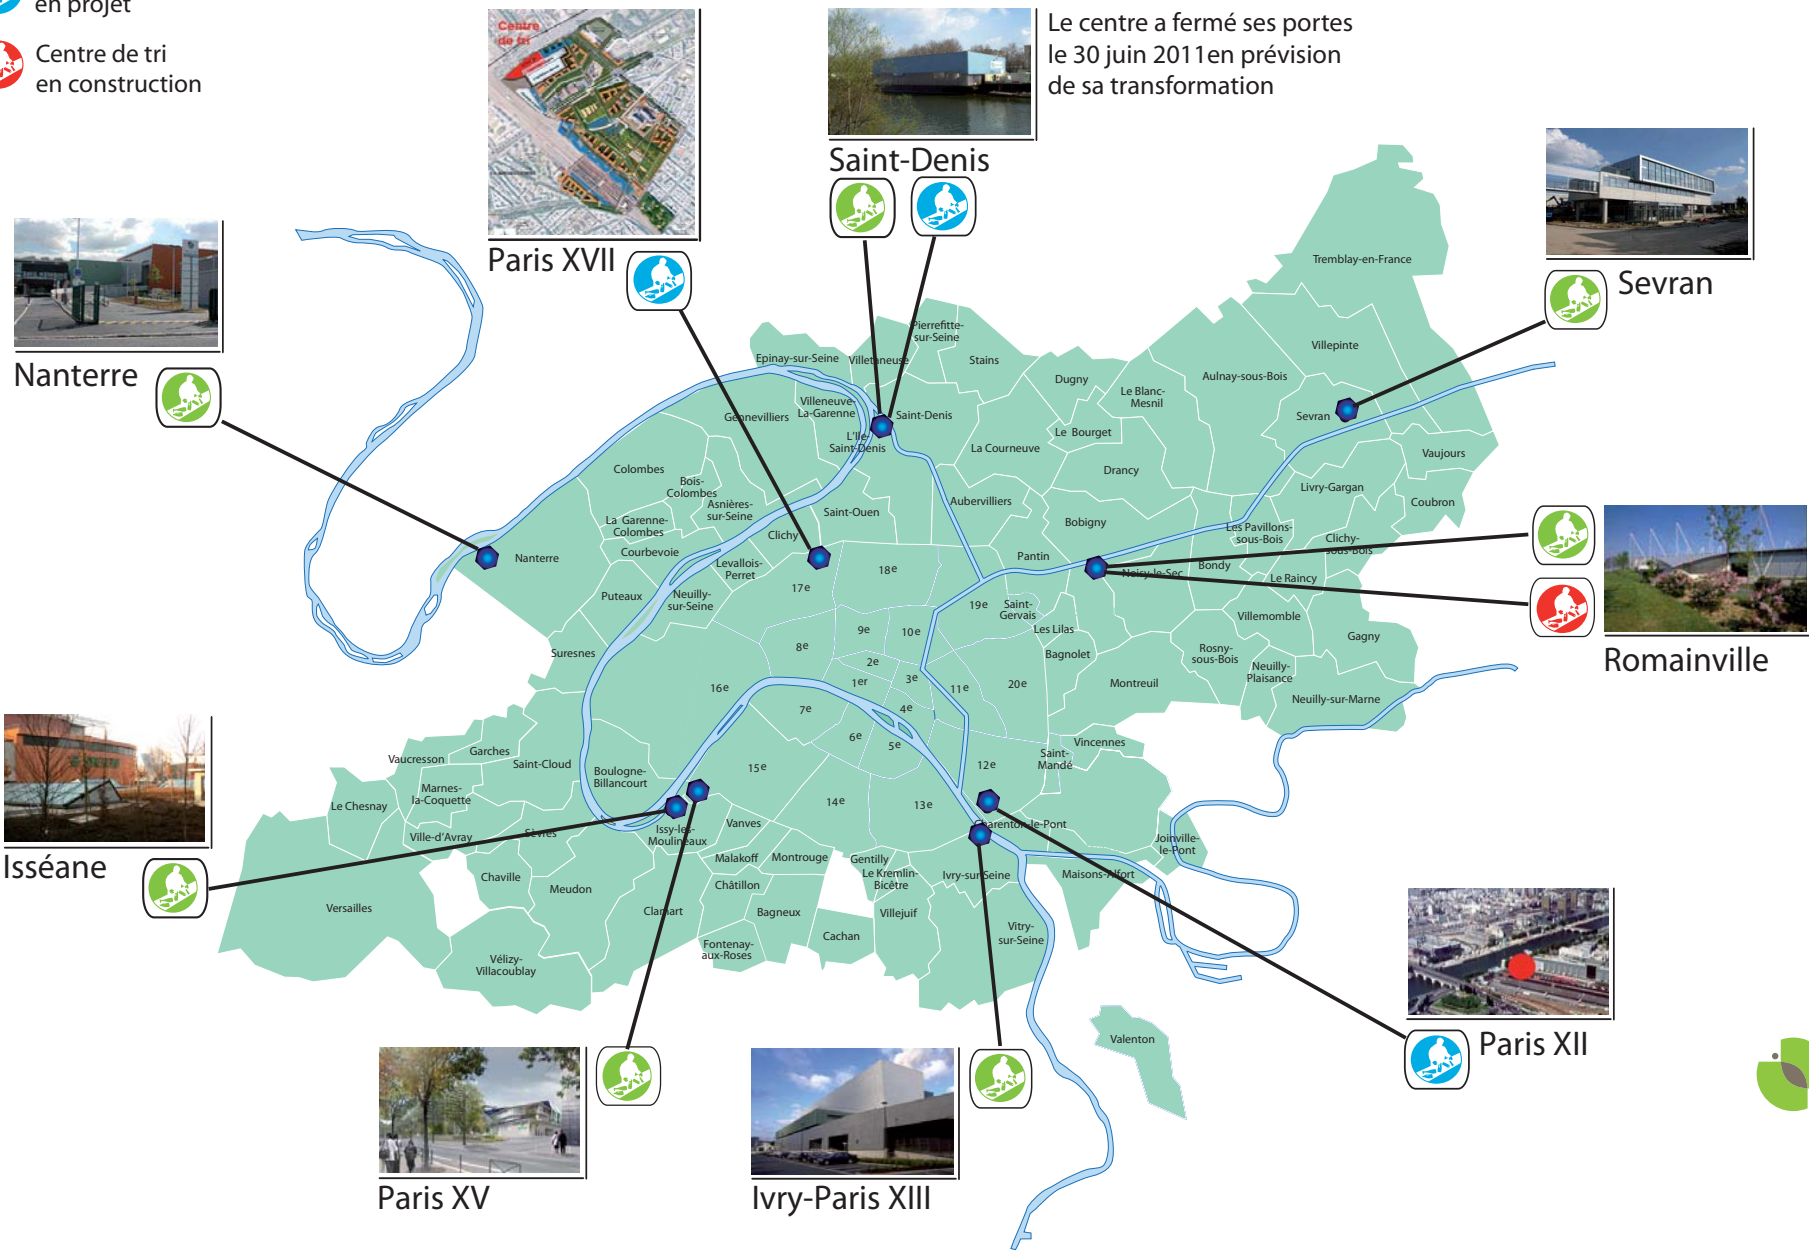 en projet
Centre de tri
en construction
Centre
de tri
Paris XVII
Le centre a fermé ses portes
le 30 juin 2011en prévision
de sa transformation
Saint-Denis
Sevran
Nanterre
Romainville
Isséane
Paris XV
Ivry-Paris XIII
Paris XII
Tremblay-en-France
Villepinte
Aulnay-sous-Bois
Sevran
Vaujours
Coubron
Livry-Gargan
Clichy-
sous-Bois
Les Pavillons-
sous-Bois
Le Raincy
Bondy
Villemomble
Gagny
Rosny-
sous-Bois
Neuilly-
Plaisance
Neuilly-sur-Marne
Pierrefitte-
sur-Seine
Epinay-sur-Seine
Villetaneuse
Stains
Dugny
Le Blanc-
Mesnil
Villeneuve-
La-Garenne
Gennevilliers
Saint-Denis
L'Ile-
Saint-Denis
La Courneuve
Le Bourget
Drancy
Colombes
Bois-
Colombes
Asnières-
sur-Seine
La Garenne-
Colombes
Courbevoie
Nanterre
Puteaux
Suresnes
Levallois-
Perret
Neuilly-
sur-Seine
Clichy
Saint-Ouen
Aubervilliers
Bobigny
Pantin
Noisy-le-Sec
Saint-
Gervais
Les Lilas
Bagnolet
Montreuil
17e
18e
19e
8e
9e
10e
2e
1er
3e
11e
20e
16e
7e
4e
6e
5e
15e
14e
13e
12e
Saint-
Mandé
Vincennes
Charenton-le-Pont
Joinville-
le-Pont
Maisons-Alfort
Vaucresson
Garches
Saint-Cloud
Marnes-
la-Coquette
Le Chesnay
Ville-d'Avray
Sèvres
Boulogne-
Billancourt
Issy-les-
Moulineaux
Vanves
Malakoff
Montrouge
Gentilly
Le Kremlin-
Bicêtre
Ivry-sur-Seine
Chaville
Meudon
Versailles
Vélizy-
Villacoublay
Clamart
Châtillon
Bagneux
Fontenay-
aux-Roses
Cachan
Villejuif
Vitry-
sur-Seine
Valenton